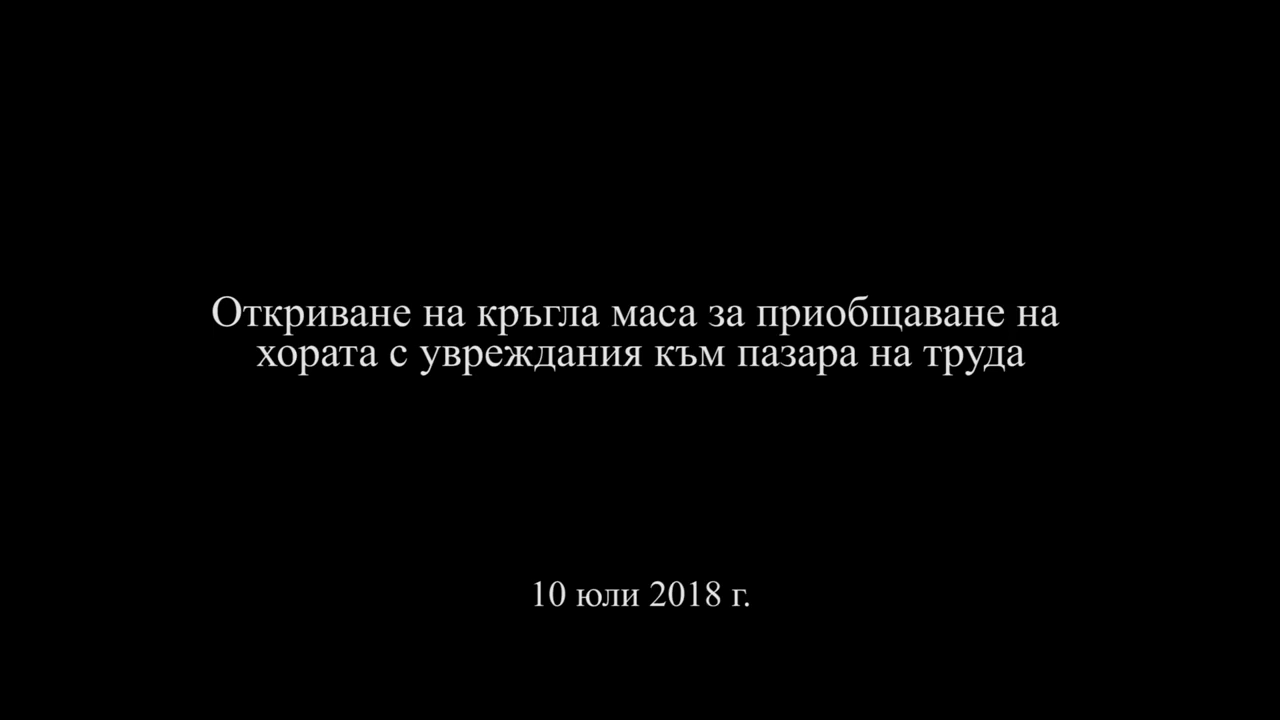 Откриване на кръгла маса за приобщаване на
хората с увреждания към пазара на труда
10 юли 2018 г.